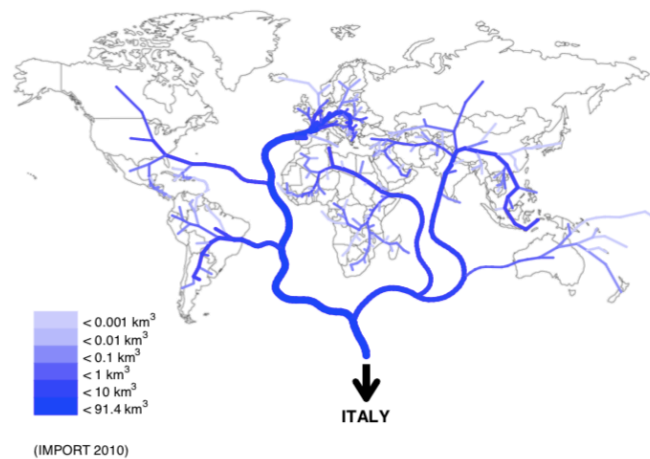 < 0.001 km³
< 0.01 km³
< 0.1 km³
< 1 km³
< 10 km³
< 91.4 km³
ITALY
(IMPORT 2010)